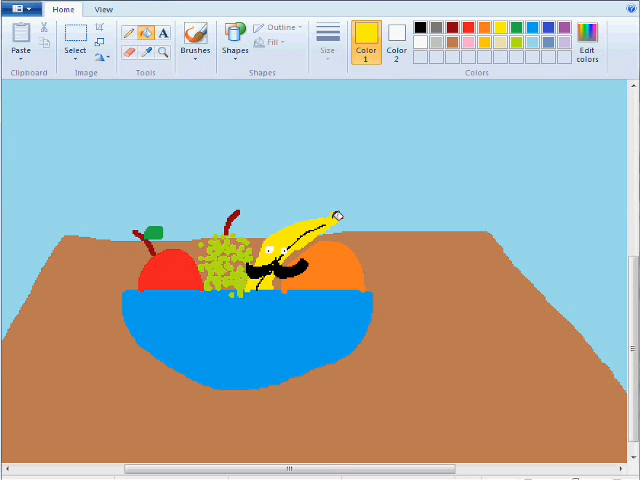 Home View
Paste
Clipboard
Select
Image
A
Tools
Brushes
Shapes
Outline
Fill
Shapes
Size
Color
1
Color
2
Edit
colors
Colors